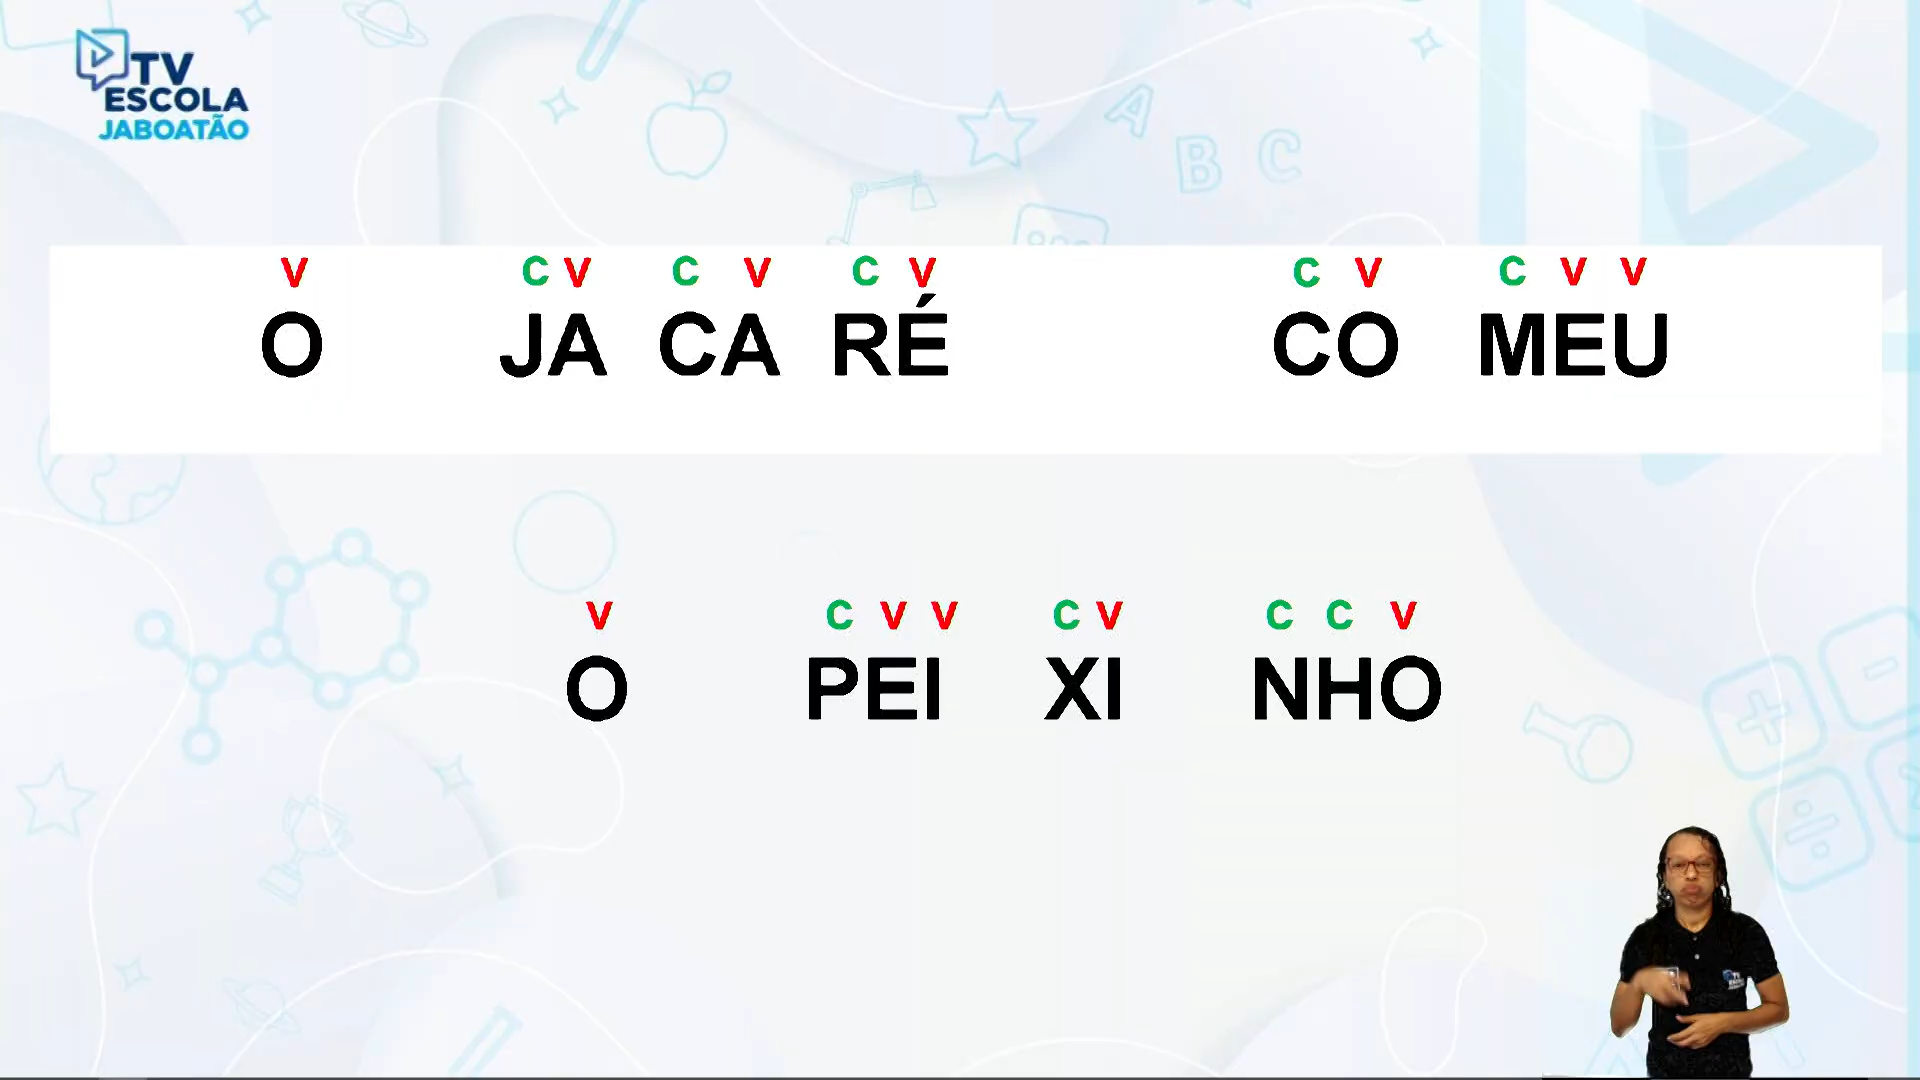 TV
ESCOLA
JABOATÃO
A B C
V C V C V C V C V C V V
O JA CA RÉ CO MEU
V C V V C V C C V
O PEI XI NHO